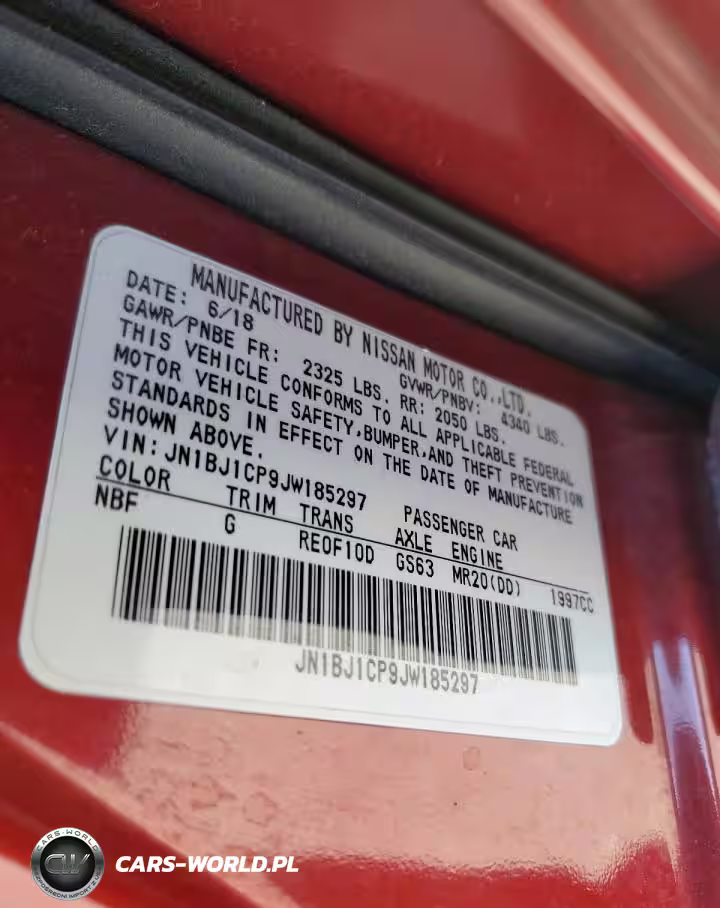 MANUFACTURED BY NISSAN MOTOR CO.,LTD.
DATE: 6/18 GVWR/PNBV: 4340 LBS.
GAWR/PNBE FR: 2325 LBS. RR: 2050 LBS.
THIS VEHICLE CONFORMS TO ALL APPLICABLE FEDERAL
MOTOR VEHICLE SAFETY,BUMPER,AND THEFT PREVENTION
STANDARDS IN EFFECT ON THE DATE OF MANUFACTURE
SHOWN ABOVE.
VIN: JN1BJ1CP9JW185297 PASSENGER CAR
COLOR TRIM TRANS AXLE ENGINE
NBF G RE0F10D GS63 MR20(DD) 1997CC
JN1BJ1CP9JW185297
CARS-WORLD
CW
CARS-WORLD.PL